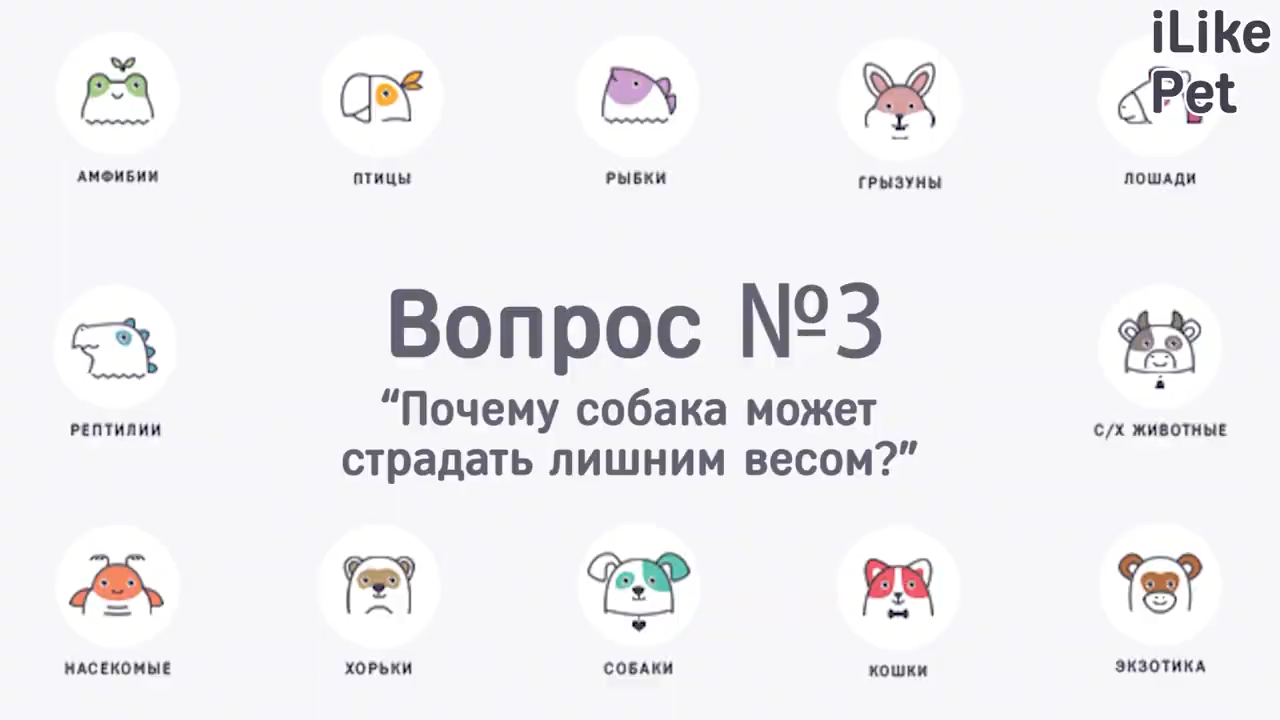 iLike
Pet
АМФИБИИ
ПТИЦЫ
РЫБКИ
ГРЫЗУНЫ
ЛОШАДИ
Вопрос №3
“Почему собака может
страдать лишним весом?”
РЕПТИЛИИ
С/Х ЖИВОТНЫЕ
НАСЕКОМЫЕ
ХОРЬКИ
СОБАКИ
КОШКИ
ЭКЗОТИКА